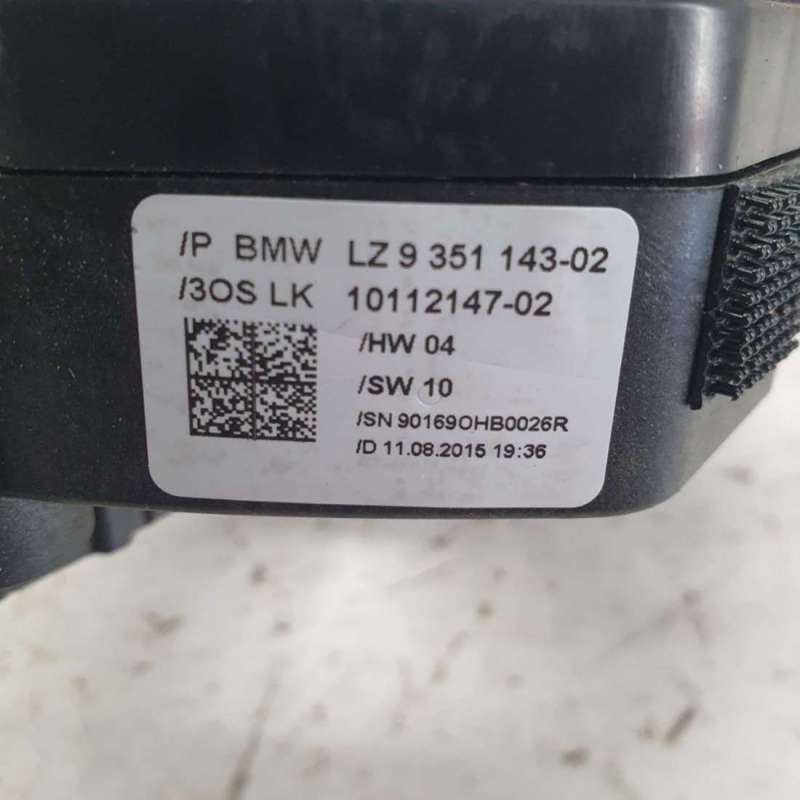 /P BMW LZ 9 351 143-02
/3OS LK 10112147-02
/HW 04
/SW 10
/SN 90169OHB0026R
/D 11.08.2015 19:36